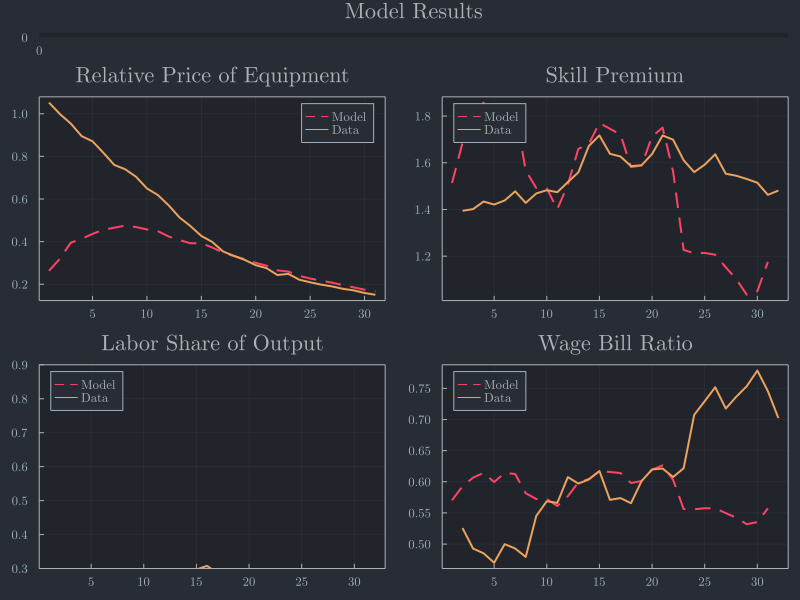 Model Results
0
0
Relative Price of Equipment
Skill Premium
1.0
0.8
0.6
0.4
0.2
Model
Data
5 10 15 20 25 30
1.8
1.6
1.4
1.2
Model
Data
5 10 15 20 25 30
Labor Share of Output
Wage Bill Ratio
0.9
0.8
0.7
0.6
0.5
0.4
0.3
Model
Data
5 10 15 20 25 30
0.75
0.70
0.65
0.60
0.55
0.50
Model
Data
5 10 15 20 25 30